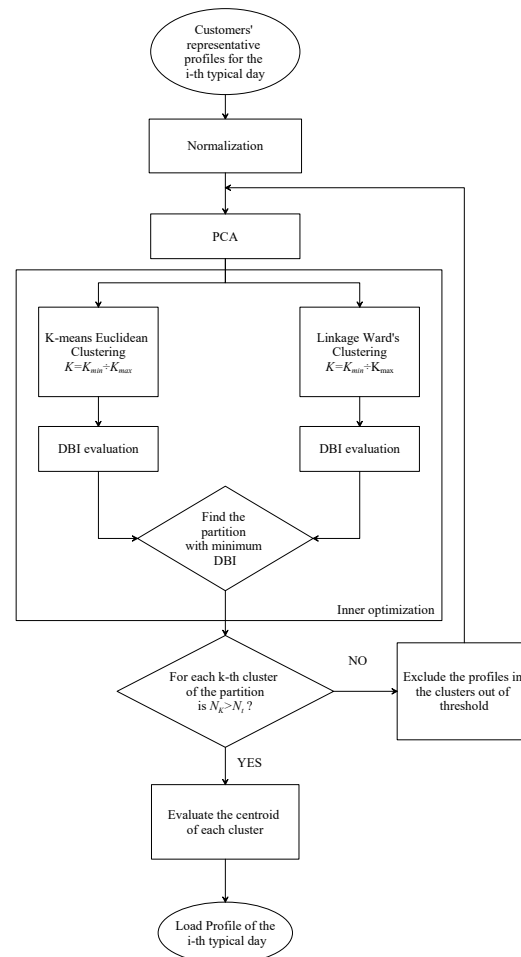 Customers'
representative
profiles for the
i-th typical day
Normalization
PCA
K-means Euclidean
Clustering
K=Kmin÷Kmax
Linkage Ward's
Clustering
K=Kmin÷Kmax
DBI evaluation
DBI evaluation
Find the
partition
with minimum
DBI
Inner optimization
For each k-th cluster
of the partition
is NK>Nt ?
NO
Exclude the profiles in
the clusters out of
threshold
YES
Evaluate the centroid
of each cluster
Load Profile of the
i-th typical day